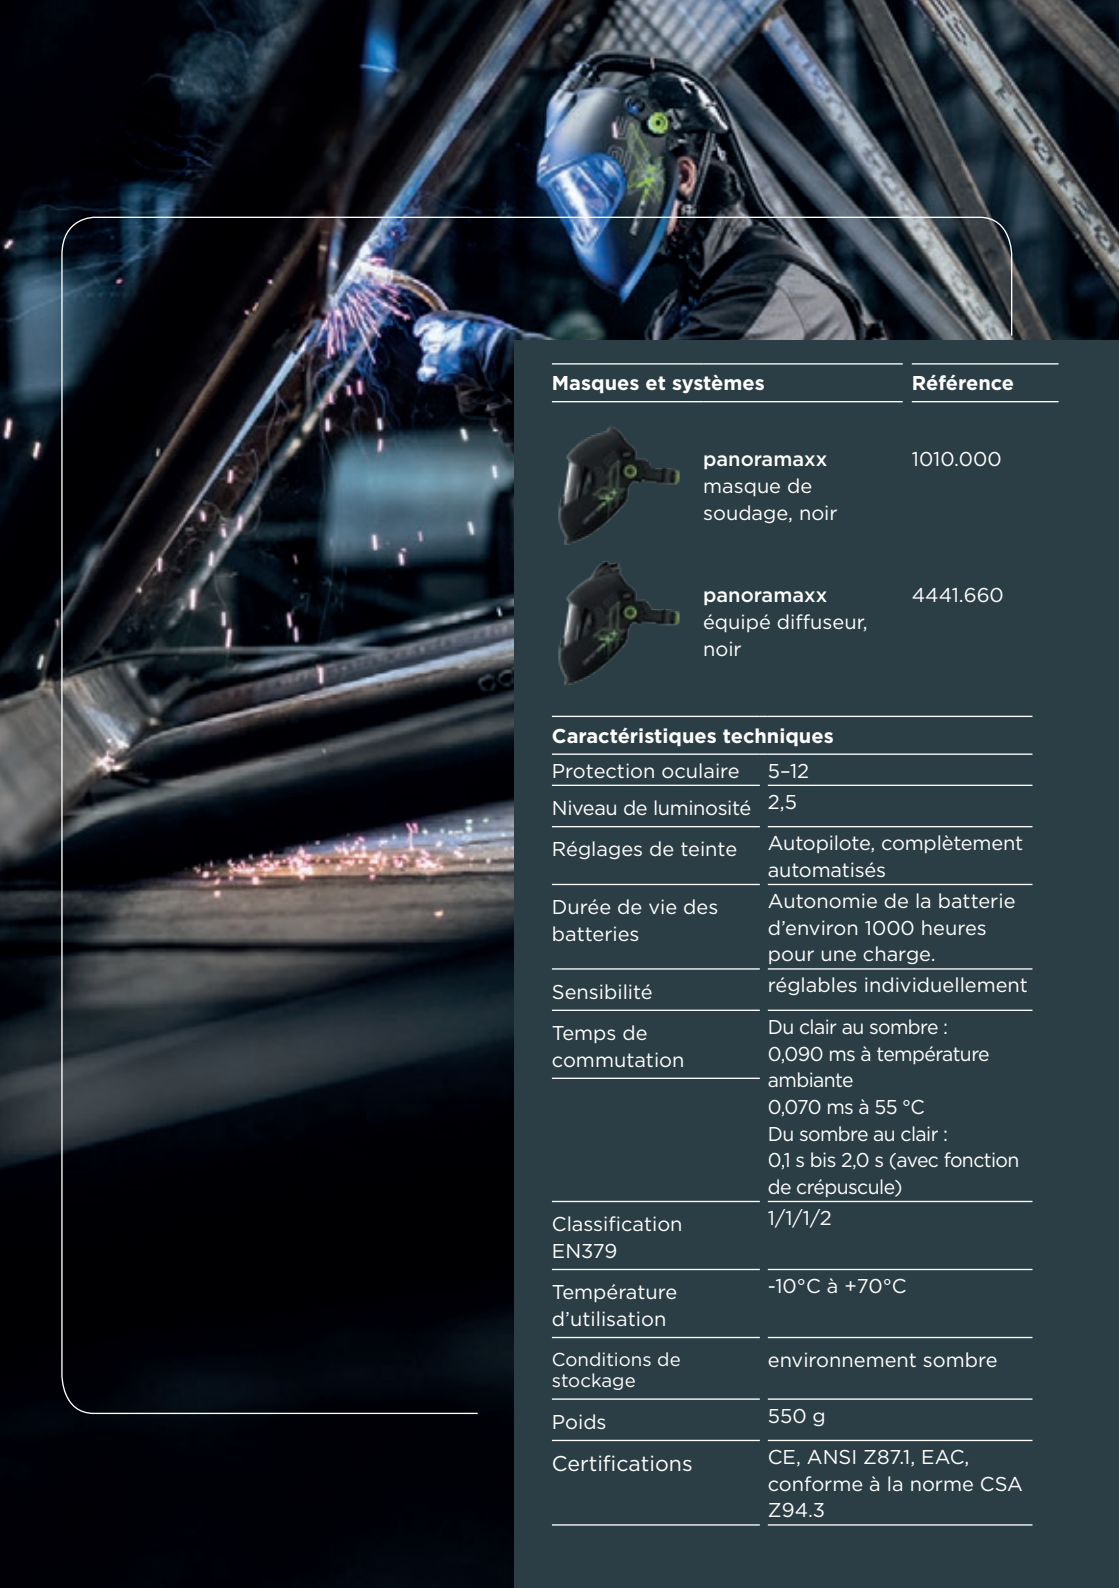 Masques et systèmes
Référence
panoramaxx
masque de
soudage, noir
1010.000
panoramaxx
équipé diffuseur,
noir
4441.660
Caractéristiques techniques
Protection oculaire
5–12
Niveau de luminosité
2,5
Réglages de teinte
Autopilote, complètement
automatisés
Durée de vie des
batteries
Autonomie de la batterie
d’environ 1000 heures
pour une charge.
Sensibilité
réglables individuellement
Temps de
commutation
Du clair au sombre :
0,090 ms à température
ambiante
0,070 ms à 55 °C
Du sombre au clair :
0,1 s bis 2,0 s (avec fonction
de crépuscule)
Classification
EN379
1/1/1/2
Température
d’utilisation
-10°C à +70°C
Conditions de
stockage
environnement sombre
Poids
550 g
Certifications
CE, ANSI Z87.1, EAC,
conforme à la norme CSA
Z94.3